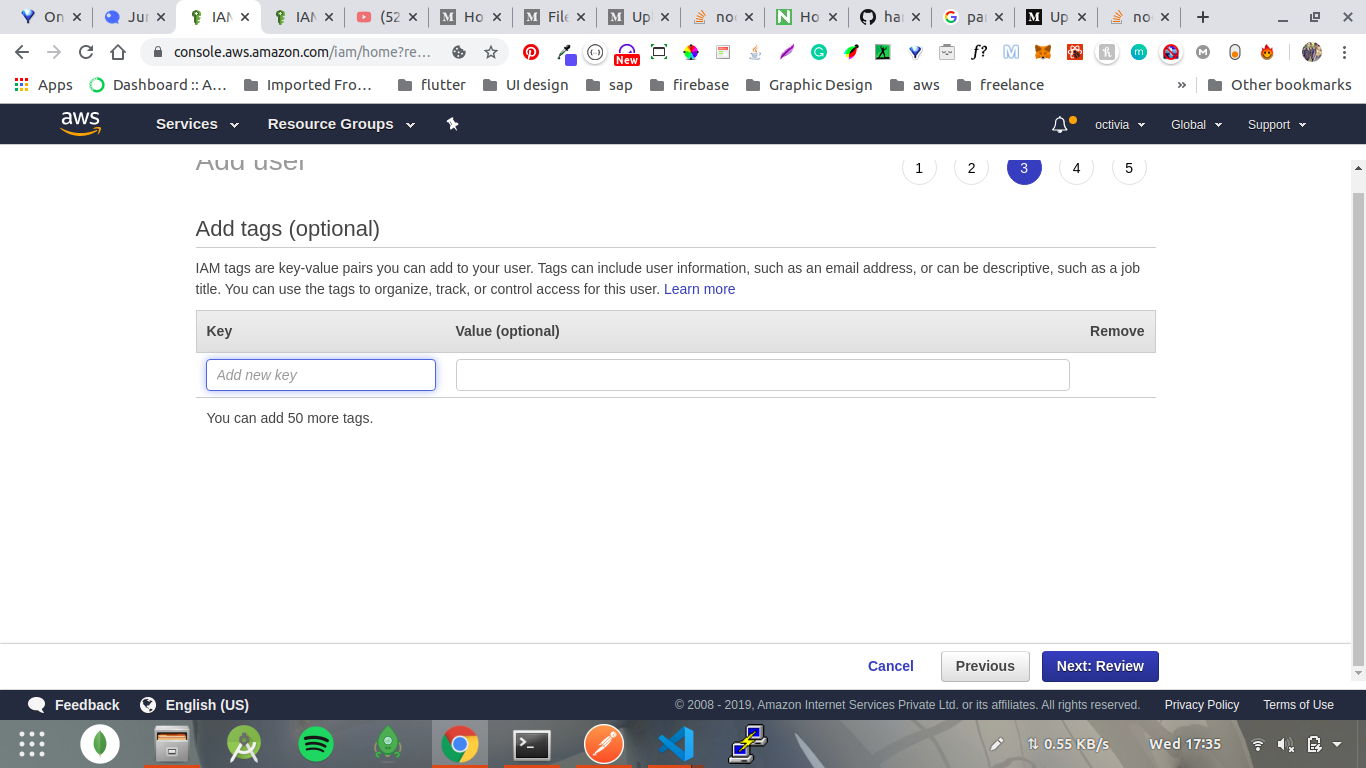 On
Jur
IAM
IAM
(52
Ho
File
Up
noc
Ho
har
par
Up
noc
console.aws.amazon.com/iam/home?re...
New
f?
Apps
Dashboard :: A...
Imported Fro...
flutter
UI design
sap
firebase
Graphic Design
aws
freelance
»
Other bookmarks
aws
Services
Resource Groups
octivia
Global
Support
Add user
1
2
3
4
5
Add tags (optional)
IAM tags are key-value pairs you can add to your user. Tags can include user information, such as an email address, or can be descriptive, such as a job
title. You can use the tags to organize, track, or control access for this user. Learn more
Key
Value (optional)
Remove
Add new key
You can add 50 more tags.
Cancel
Previous
Next: Review
Feedback
English (US)
© 2008 - 2019, Amazon Internet Services Private Ltd. or its affiliates. All rights reserved.
Privacy Policy
Terms of Use
0.55 KB/s
Wed 17:35